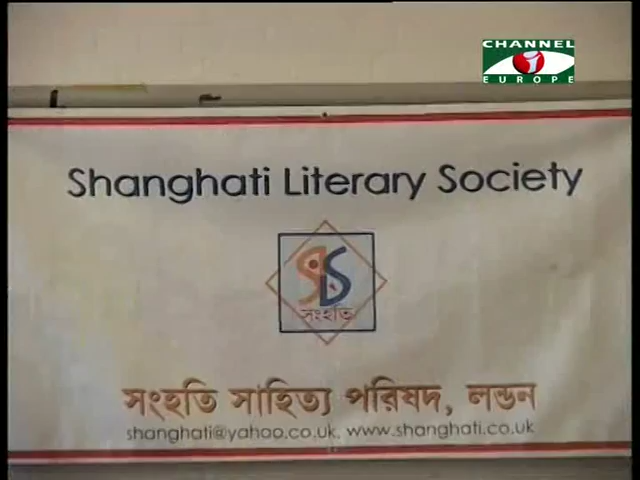 CHANNEL i
EUROPE
Shanghati Literary Society
সংহতি
সংহতি সাহিত্য পরিষদ, লন্ডন
shanghati@yahoo.co.uk, www.shanghati.co.uk